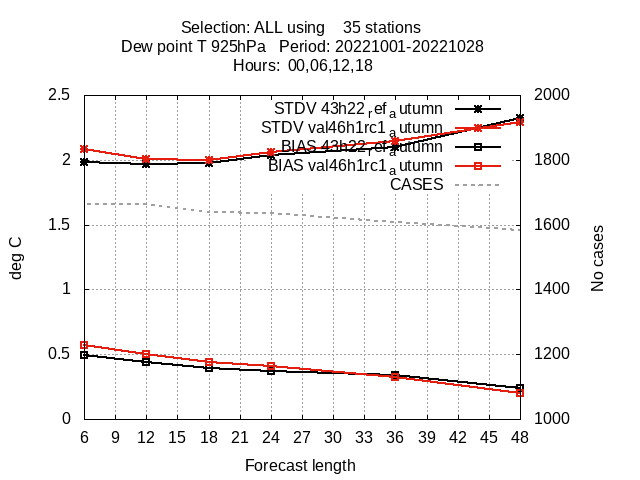 Selection: ALL using    35 stations
Dew point T 925hPa   Period: 20221001-20221028
Hours:  00,06,12,18
STDV 43h22_ref_autumn
STDV val46h1rc1_autumn
BIAS 43h22_ref_autumn
BIAS val46h1rc1_autumn
CASES
deg C
2.5
2
1.5
1
0.5
0
No cases
2000
1800
1600
1400
1200
1000
6 9 12 15 18 21 24 27 30 33 36 39 42 45 48
Forecast length